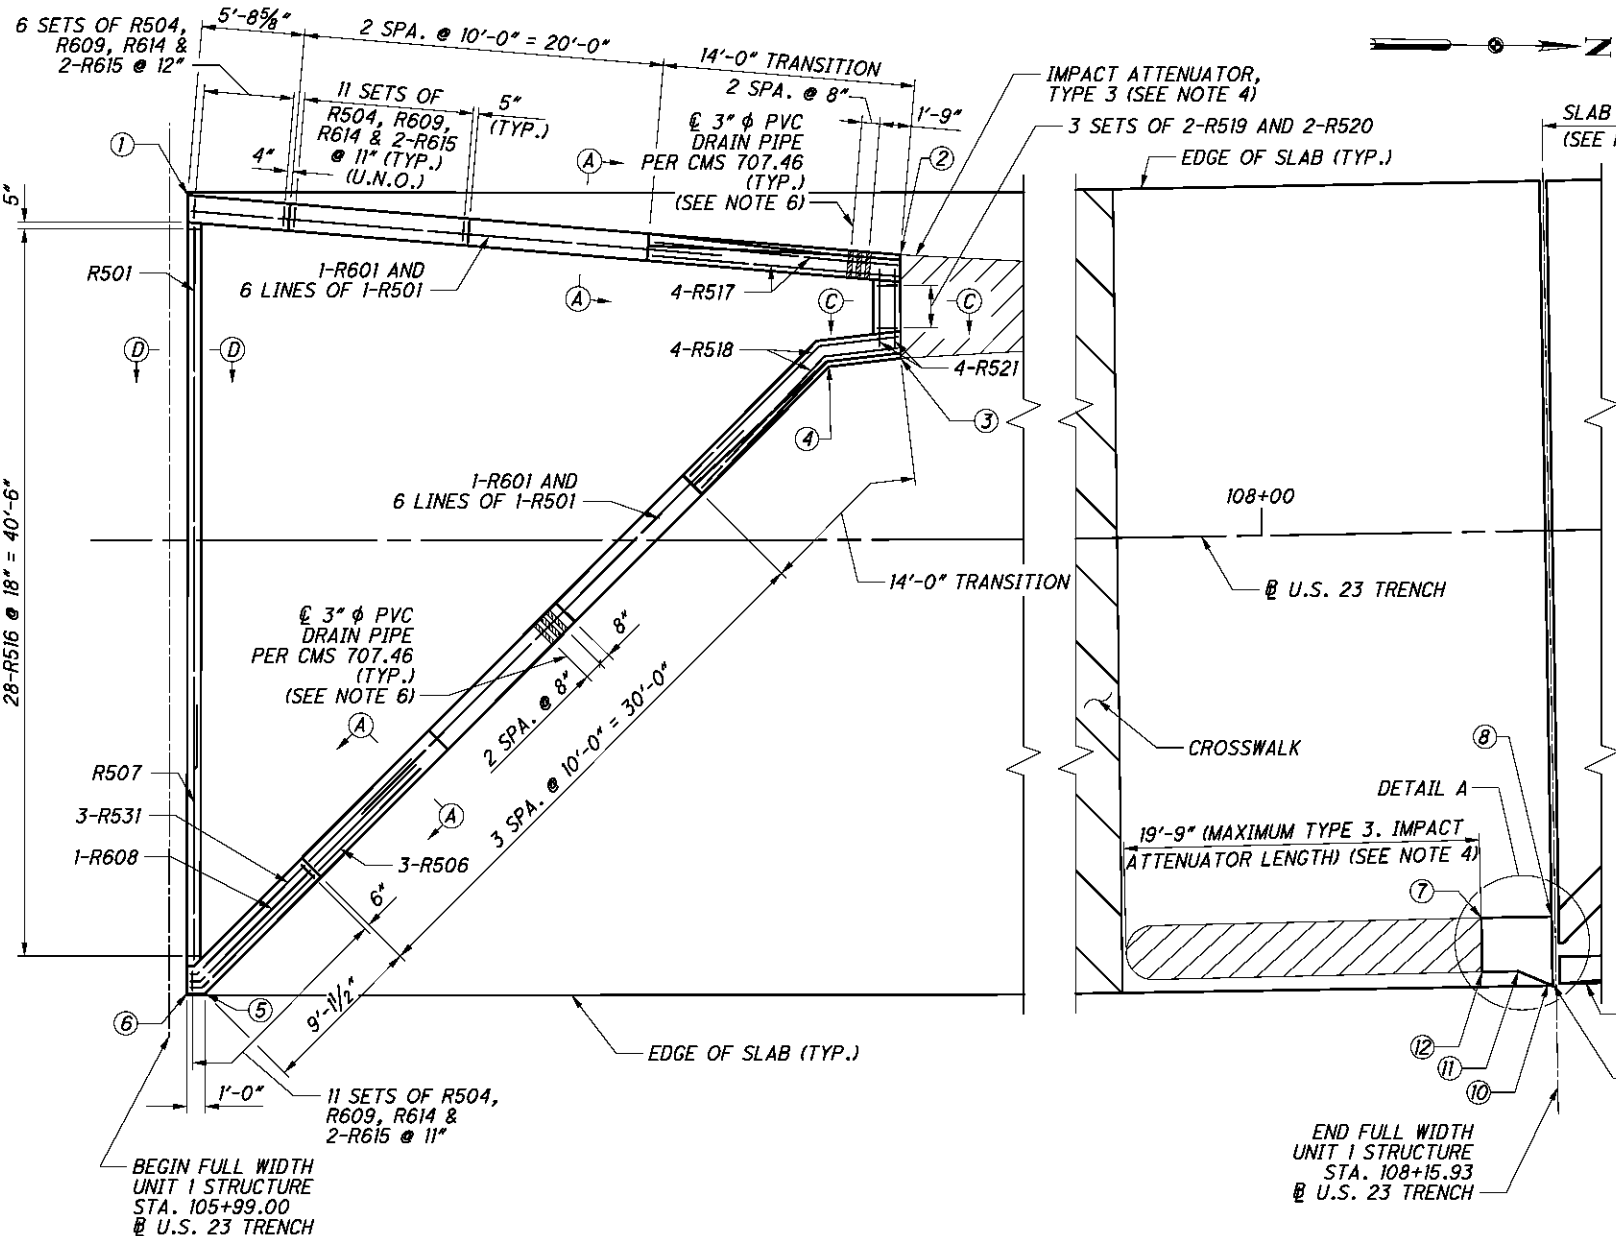 6 SETS OF R504,
R609, R614 &
2-R615 @ 12"
5'-8⅝"
2 SPA. @ 10'-0" = 20'-0"
14'-0" TRANSITION
2 SPA. @ 8"
1'-9"
IMPACT ATTENUATOR,
TYPE 3 (SEE NOTE 4)
N
SLAB
(SEE
3 SETS OF 2-R519 AND 2-R520
EDGE OF SLAB (TYP.)
11 SETS OF
R504, R609,
R614 & 2-R615
@ 11" (TYP.)
(U.N.O.)
5"
(TYP.)
4"
℄ 3" ϕ PVC
DRAIN PIPE
PER CMS 707.46
(TYP.)
(SEE NOTE 6)
1
A
2
5"
R501
1-R601 AND
6 LINES OF 1-R501
A
4-R517
C
C
D
D
4-R518
4-R521
3
4
28-R516 @ 18" = 40'-6"
1-R601 AND
6 LINES OF 1-R501
108+00
14'-0" TRANSITION
℄ U.S. 23 TRENCH
℄ 3" ϕ PVC
DRAIN PIPE
PER CMS 707.46
(TYP.)
(SEE NOTE 6)
8"
2 SPA. @ 8"
3 SPA. @ 10'-0" = 30'-0"
A
A
CROSSWALK
8
DETAIL A
R507
3-R531
1-R608
3-R506
19'-9" (MAXIMUM TYPE 3. IMPACT
ATTENUATOR LENGTH) (SEE NOTE 4)
7
6"
9'-11½"
5
6
EDGE OF SLAB (TYP.)
12
11
10
1'-0"
11 SETS OF R504,
R609, R614 &
2-R615 @ 11"
BEGIN FULL WIDTH
UNIT 1 STRUCTURE
STA. 105+99.00
℄ U.S. 23 TRENCH
END FULL WIDTH
UNIT 1 STRUCTURE
STA. 108+15.93
℄ U.S. 23 TRENCH